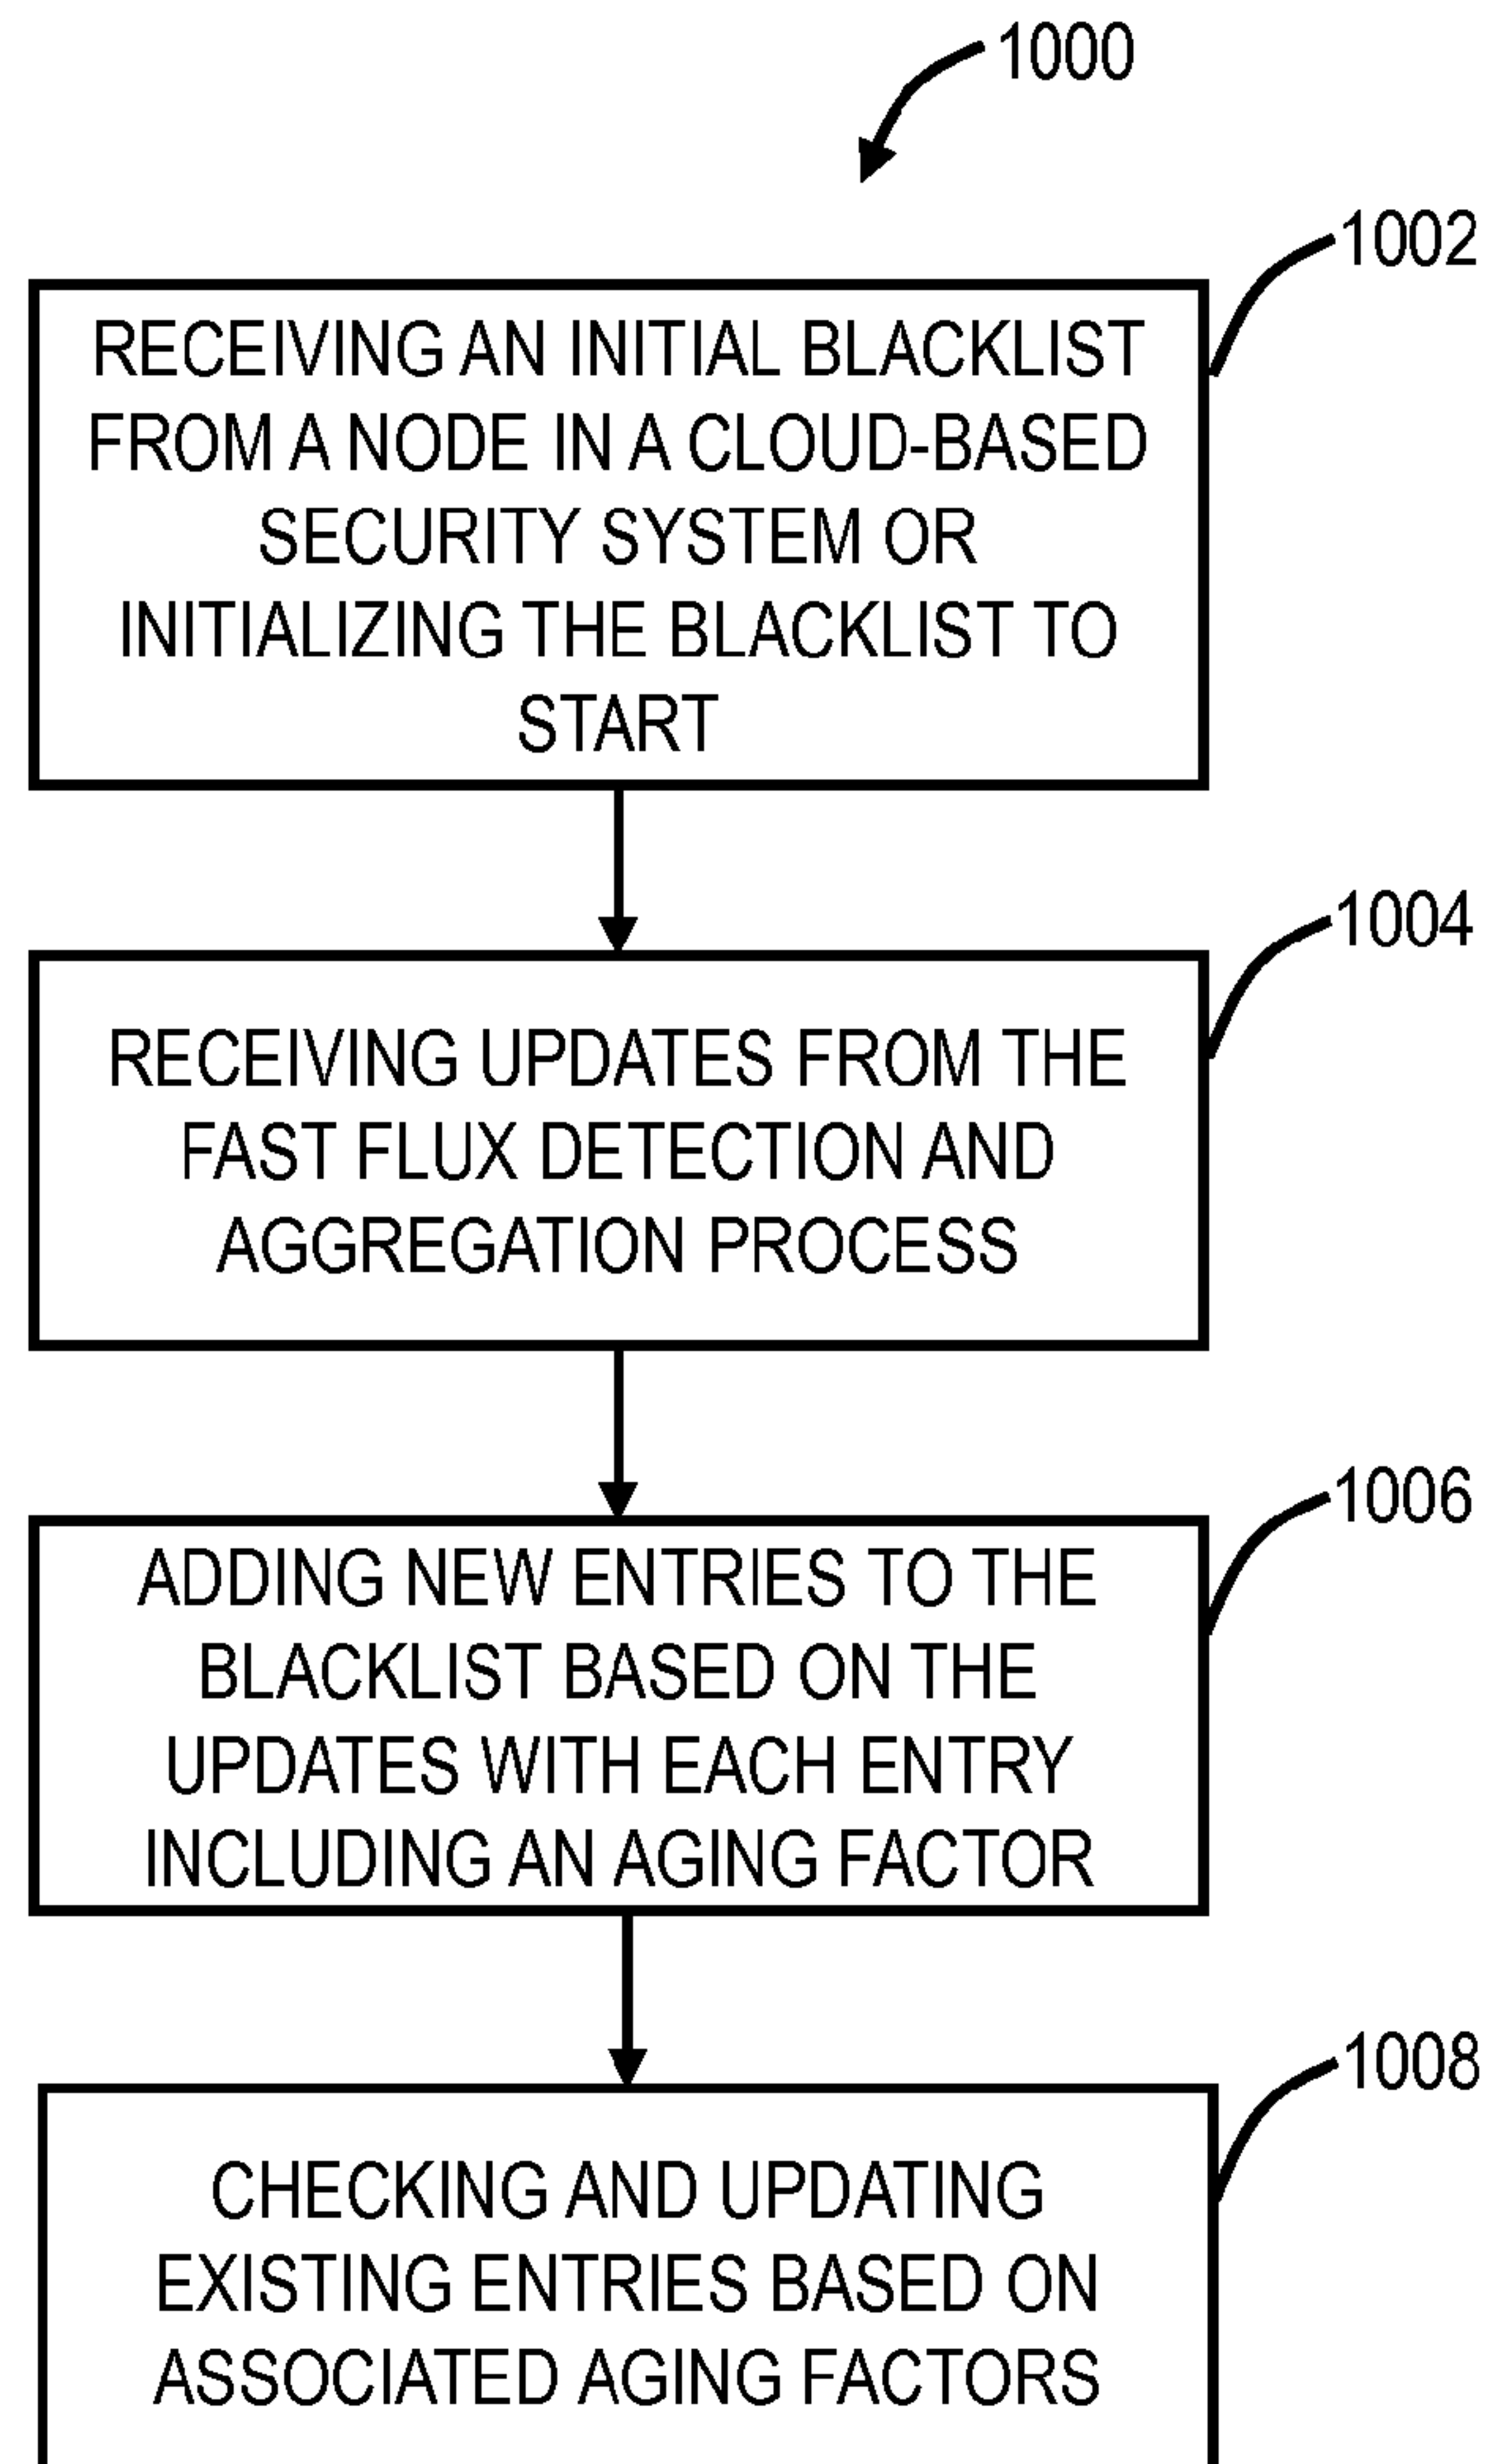 1000
1002
RECEIVING AN INITIAL BLACKLIST
FROM A NODE IN A CLOUD-BASED
SECURITY SYSTEM OR
INITIALIZING THE BLACKLIST TO
START
1004
RECEIVING UPDATES FROM THE
FAST FLUX DETECTION AND
AGGREGATION PROCESS
1006
ADDING NEW ENTRIES TO THE
BLACKLIST BASED ON THE
UPDATES WITH EACH ENTRY
INCLUDING AN AGING FACTOR
1008
CHECKING AND UPDATING
EXISTING ENTRIES BASED ON
ASSOCIATED AGING FACTORS